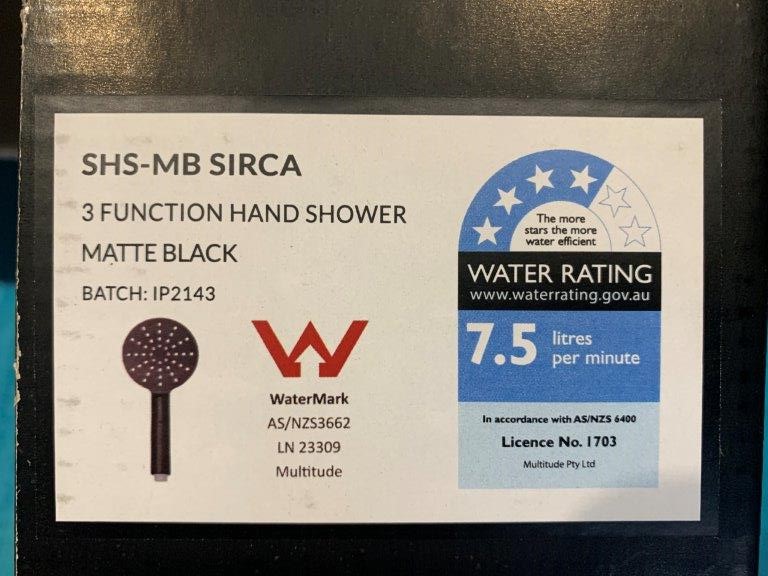 SHS-MB SIRCA
3 FUNCTION HAND SHOWER
MATTE BLACK
BATCH: IP2143
WaterMark
AS/NZS3662
LN 23309
Multitude
The more
stars the more
water efficient
WATER RATING
www.waterrating.gov.au
7.5 litres
per minute
In accordance with AS/NZS 6400
Licence No. 1703
Multitude Pty Ltd